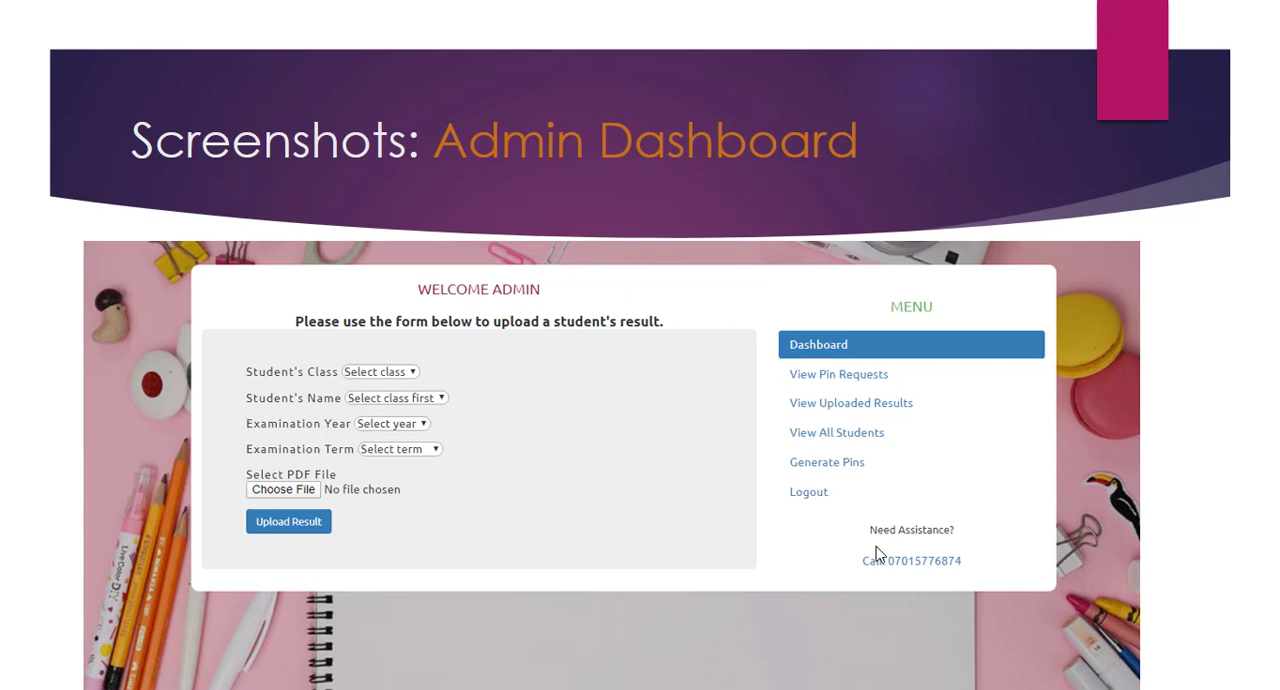 Screenshots: Admin Dashboard
WELCOME ADMIN
Please use the form below to upload a student's result.
Student's Class Select class
Student's Name Select class first
Examination Year Select year
Examination Term Select term
Select PDF File
Choose File No file chosen
Upload Result
MENU
Dashboard
View Pin Requests
View Uploaded Results
View All Students
Generate Pins
Logout
Need Assistance?
Call 07015776874
LiveColor DIY